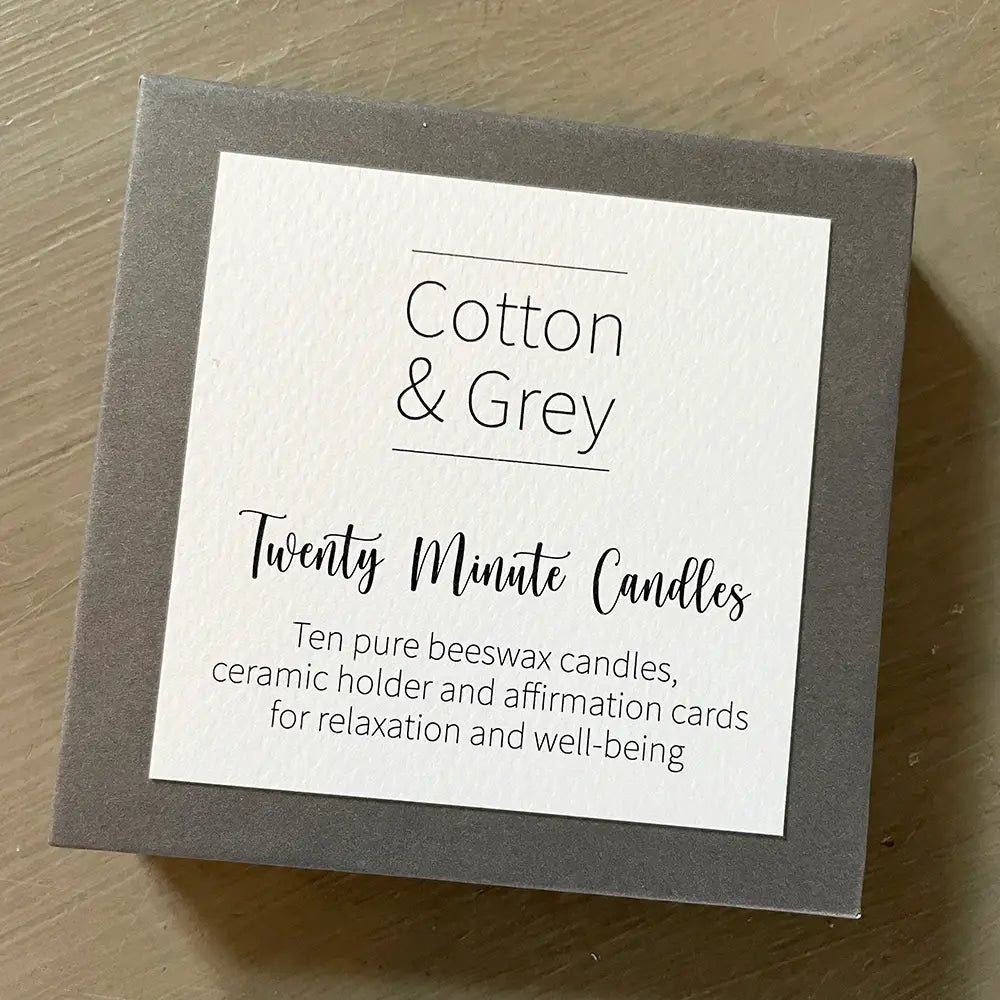 Cotton
& Grey
Twenty Minute Candles
Ten pure beeswax candles,
ceramic holder and affirmation cards
for relaxation and well-being